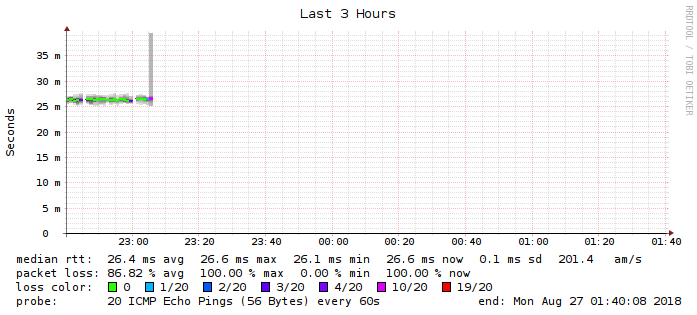 Last 3 Hours
RRDTOOL / TOBI OETIKER
Seconds
35 m
30 m
25 m
20 m
15 m
10 m
5 m
0
23:00 23:20 23:40 00:00 00:20 00:40 01:00 01:20 01:40
median rtt: 26.4 ms avg 26.6 ms max 26.1 ms min 26.6 ms now 0.1 ms sd 201.4 am/s
packet loss: 86.82 % avg 100.00 % max 0.00 % min 100.00 % now
loss color: 0 1/20 2/20 3/20 4/20 10/20 19/20
probe: 20 ICMP Echo Pings (56 Bytes) every 60s end: Mon Aug 27 01:40:08 2018